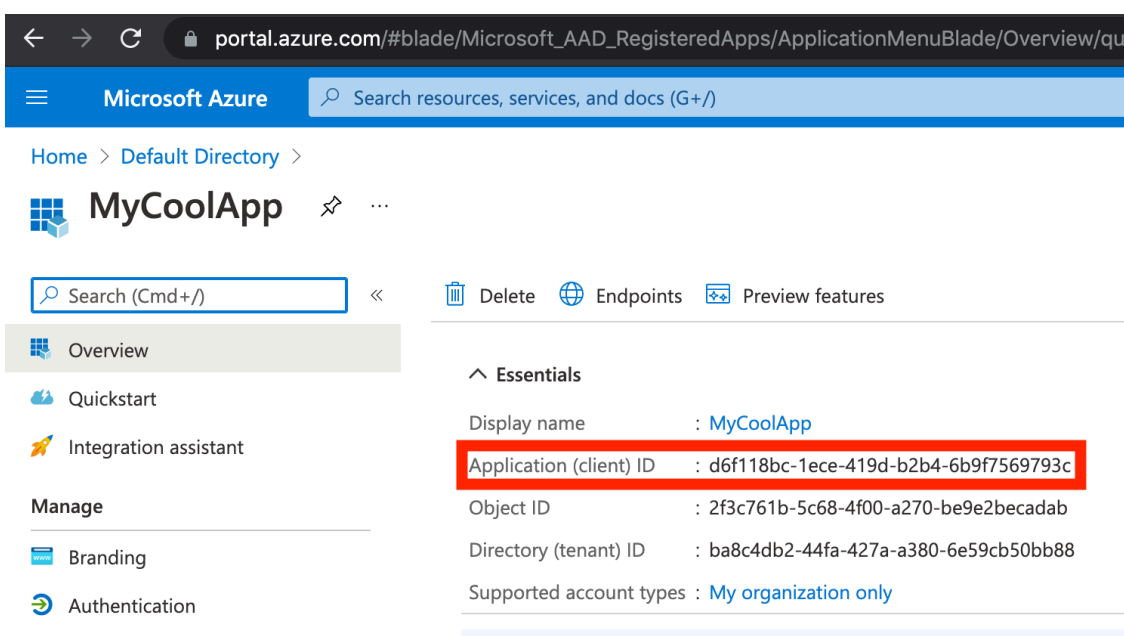 portal.azure.com/#blade/Microsoft_AAD_RegisteredApps/ApplicationMenuBlade/Overview/qu
Microsoft Azure
Search resources, services, and docs (G+/)
Home > Default Directory >
MyCoolApp
Search (Cmd+/)
Overview
Quickstart
Integration assistant
Manage
Branding
Authentication
Delete Endpoints Preview features
Essentials
Display name : MyCoolApp
Application (client) ID : d6f118bc-1ece-419d-b2b4-6b9f7569793c
Object ID : 2f3c761b-5c68-4f00-a270-be9e2becadab
Directory (tenant) ID : ba8c4db2-44fa-427a-a380-6e59cb50bb88
Supported account types : My organization only